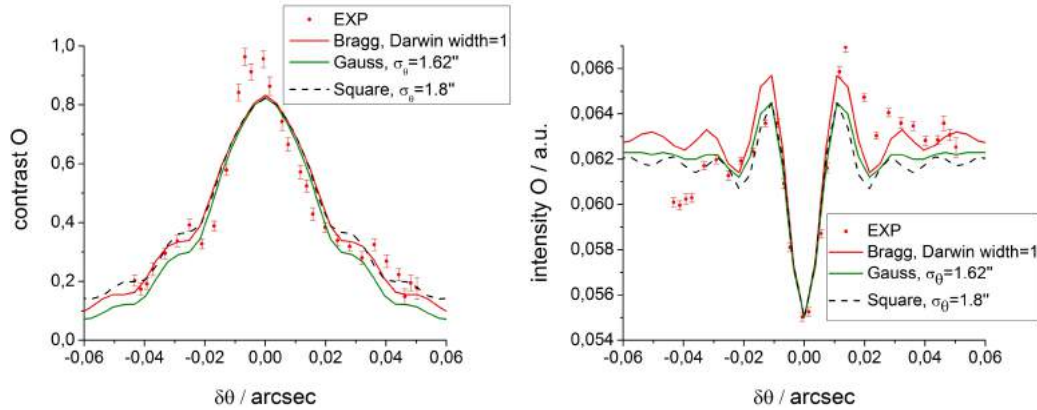 EXP
Bragg, Darwin width=1
Gauss, σθ=1.62"
Square, σθ=1.8"
1,0
0,8
0,6
0,4
0,2
0,0
contrast O
-0,06 -0,04 -0,02 0,00 0,02 0,04 0,06
δθ / arcsec
0,066
0,064
0,062
0,060
0,058
0,056
0,054
intensity O / a.u.
EXP
Bragg, Darwin width=1
Gauss, σθ=1.62"
Square, σθ=1.8"
-0,06 -0,04 -0,02 0,00 0,02 0,04 0,06
δθ / arcsec